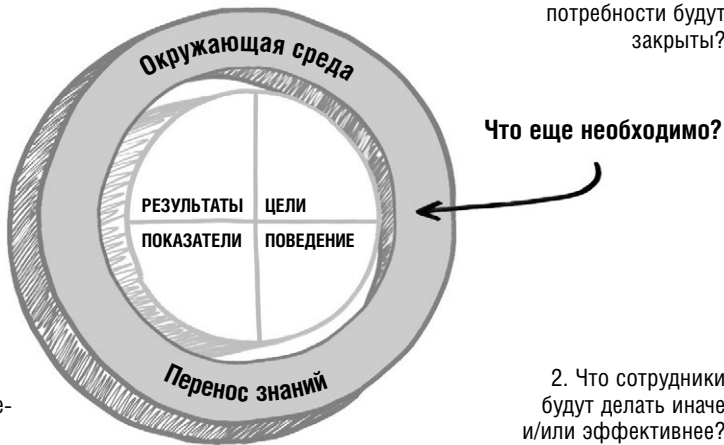 потребности будут
закрыты?
Окружающая среда
Что еще необходимо?
РЕЗУЛЬТАТЫ ЦЕЛИ
ПОКАЗАТЕЛИ ПОВЕДЕНИЕ
Перенос знаний
е-
2. Что сотрудники
будут делать иначе
и/или эффективнее?